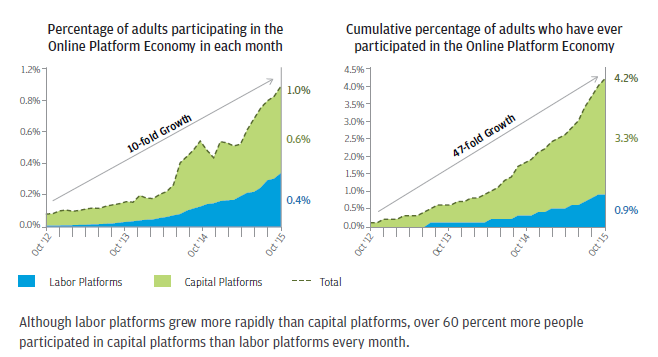 Percentage of adults participating in the
Online Platform Economy in each month
1.2%
1.0%
0.8%
0.6%
0.4%
0.2%
0.0%
10-fold Growth
1.0%
0.6%
0.4%
Oct '12
Oct '13
Oct '14
Oct '15
Cumulative percentage of adults who have ever
participated in the Online Platform Economy
4.5%
4.0%
3.5%
3.0%
2.5%
2.0%
1.5%
1.0%
0.5%
0.0%
47-fold Growth
4.2%
3.3%
0.9%
Oct '12
Oct '13
Oct '14
Oct '15
Labor Platforms
Capital Platforms
Total
Although labor platforms grew more rapidly than capital platforms, over 60 percent more people
participated in capital platforms than labor platforms every month.